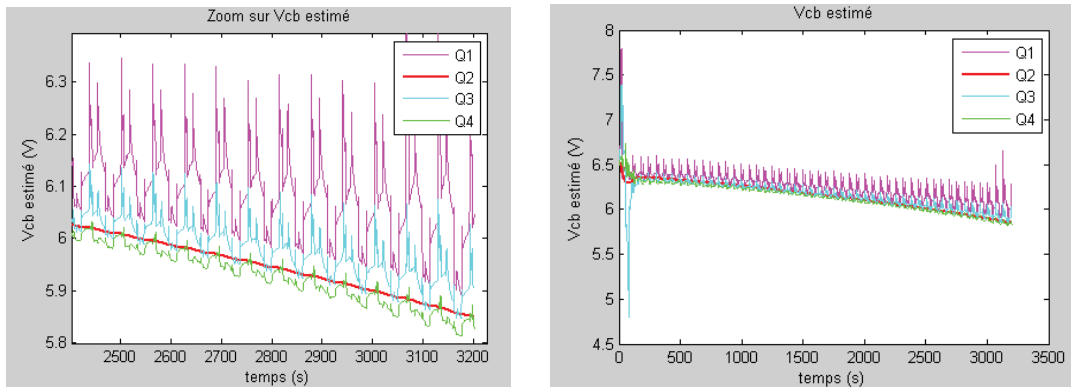 Zoom sur Vcb estimé
Vcb estimé (V)
6.3
6.2
6.1
6
5.9
5.8
2500
2600
2700
2800
2900
3000
3100
3200
temps (s)
Q1
Q2
Q3
Q4
Vcb estimé
Vcb estimé (V)
8
7.5
7
6.5
6
5.5
5
4.5
0
500
1000
1500
2000
2500
3000
3500
temps (s)
Q1
Q2
Q3
Q4